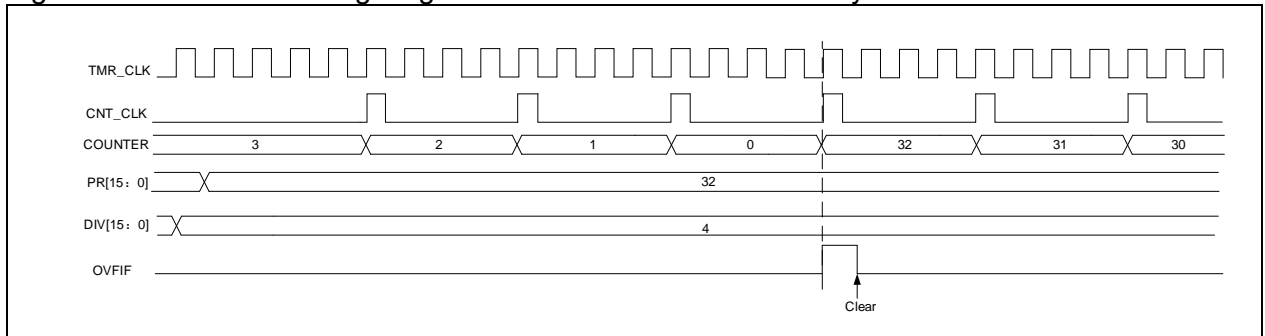 TMR_CLK
CNT_CLK
COUNTER 3 2 1 0 32 31 30
PR[15：0] 32
DIV[15：0] 4
OVFIF
Clear